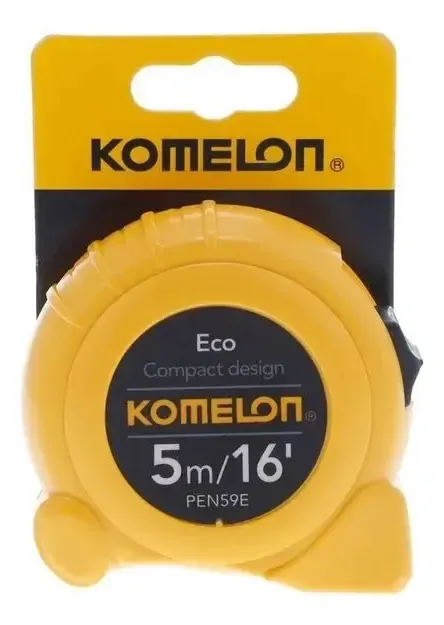 KOMELON®
Eco
Compact design
KOMELON®
5m/16'
PEN59E